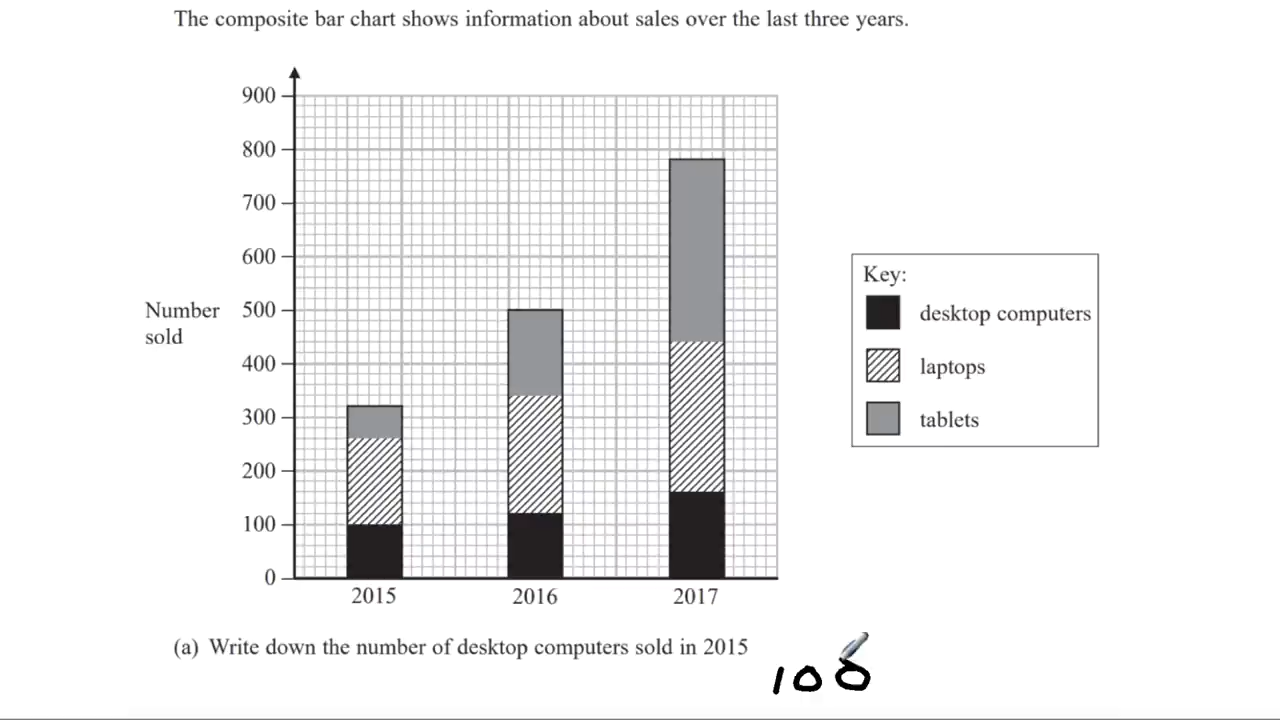 The composite bar chart shows information about sales over the last three years.
900
800
700
600
Number sold
500
400
300
200
100
0
2015 2016 2017
Key:
desktop computers
laptops
tablets
(a) Write down the number of desktop computers sold in 2015
100